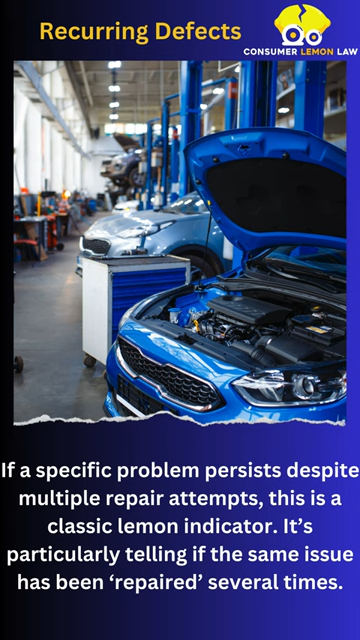 Recurring Defects
CONSUMER LEMON LAW
If a specific problem persists despite
multiple repair attempts, this is a
classic lemon indicator. It’s
particularly telling if the same issue
has been ‘repaired’ several times.